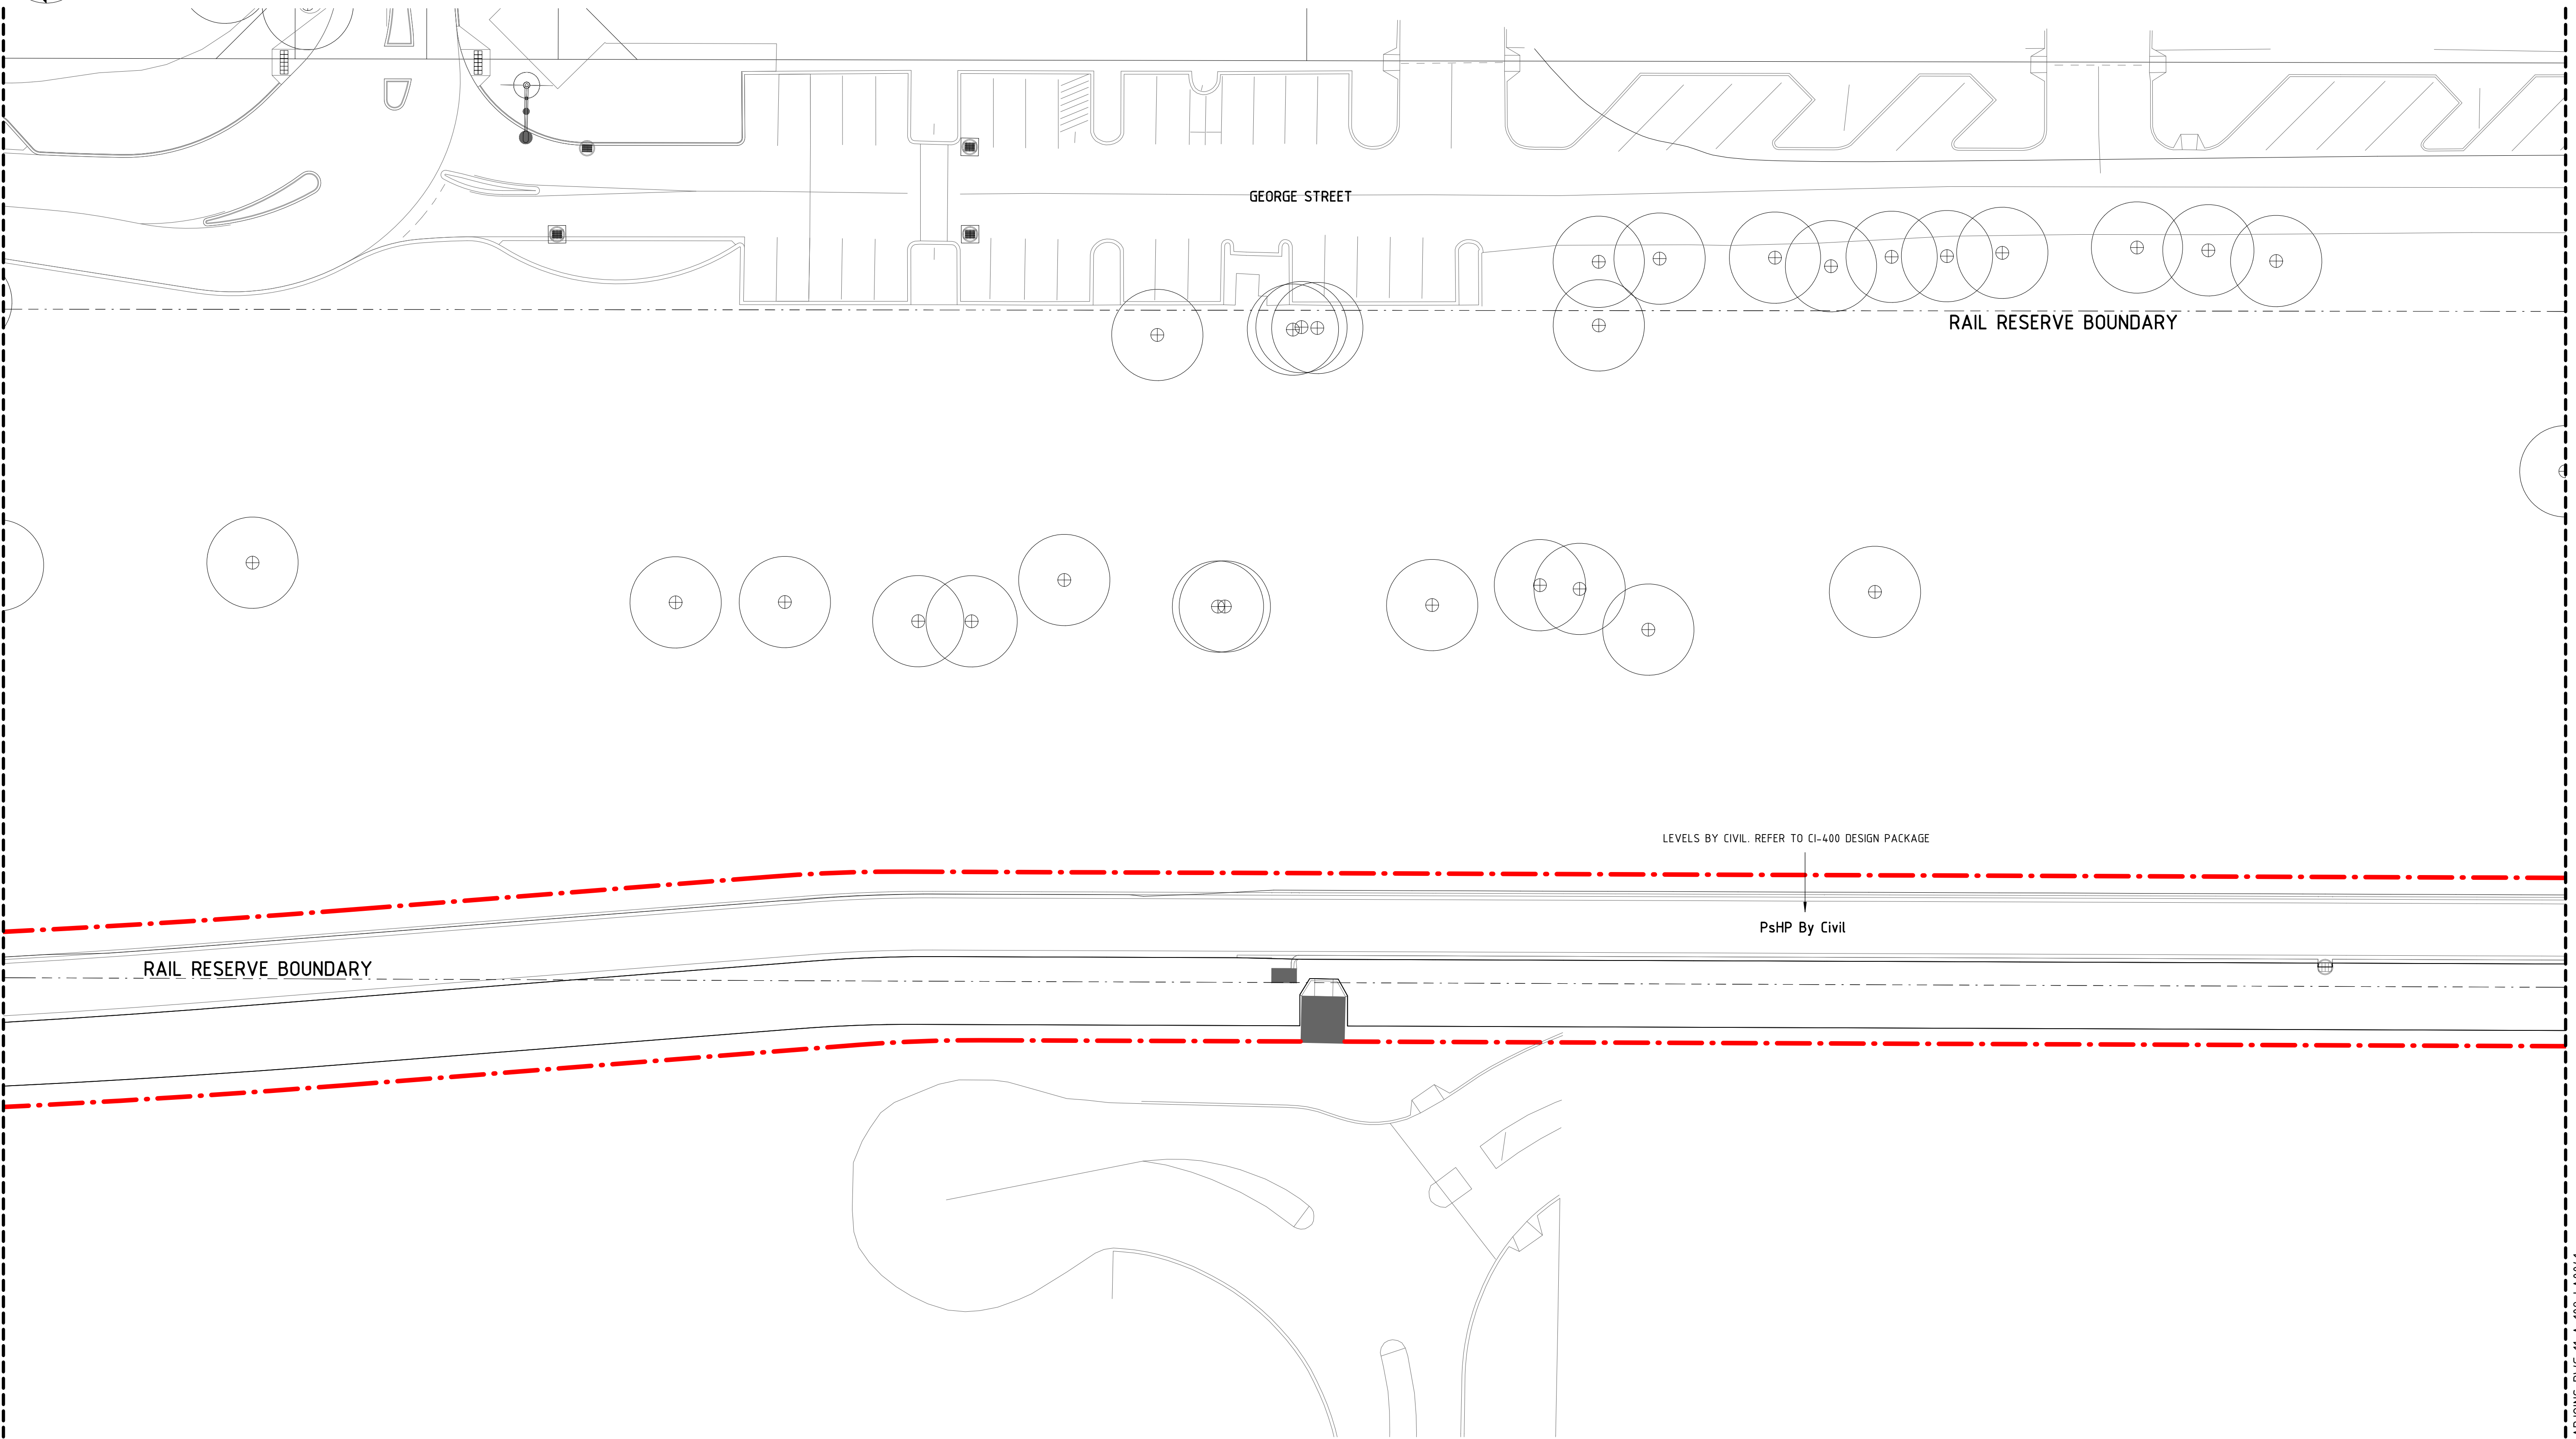 GEORGE STREET
RAIL RESERVE BOUNDARY
LEVELS BY CIVIL. REFER TO CI-400 DESIGN PACKAGE
PsHP By Civil
RAIL RESERVE BOUNDARY